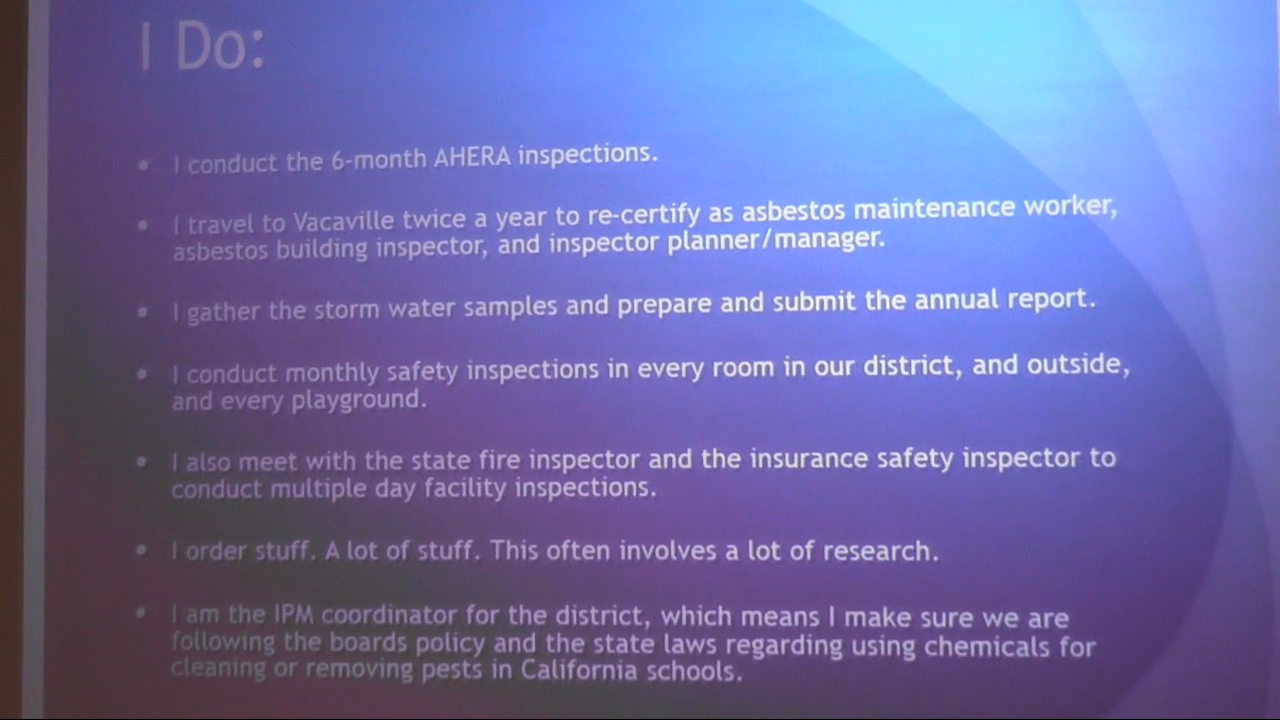 I Do:
• I conduct the 6-month AHERA inspections.
• I travel to Vacaville twice a year to re-certify as asbestos maintenance worker,
asbestos building inspector, and inspector planner/manager.
• I gather the storm water samples and prepare and submit the annual report.
• I conduct monthly safety inspections in every room in our district, and outside,
and every playground.
• I also meet with the state fire inspector and the insurance safety inspector to
conduct multiple day facility inspections.
• I order stuff. A lot of stuff. This often involves a lot of research.
• I am the IPM coordinator for the district, which means I make sure we are
following the boards policy and the state laws regarding using chemicals for
cleaning or removing pests in California schools.